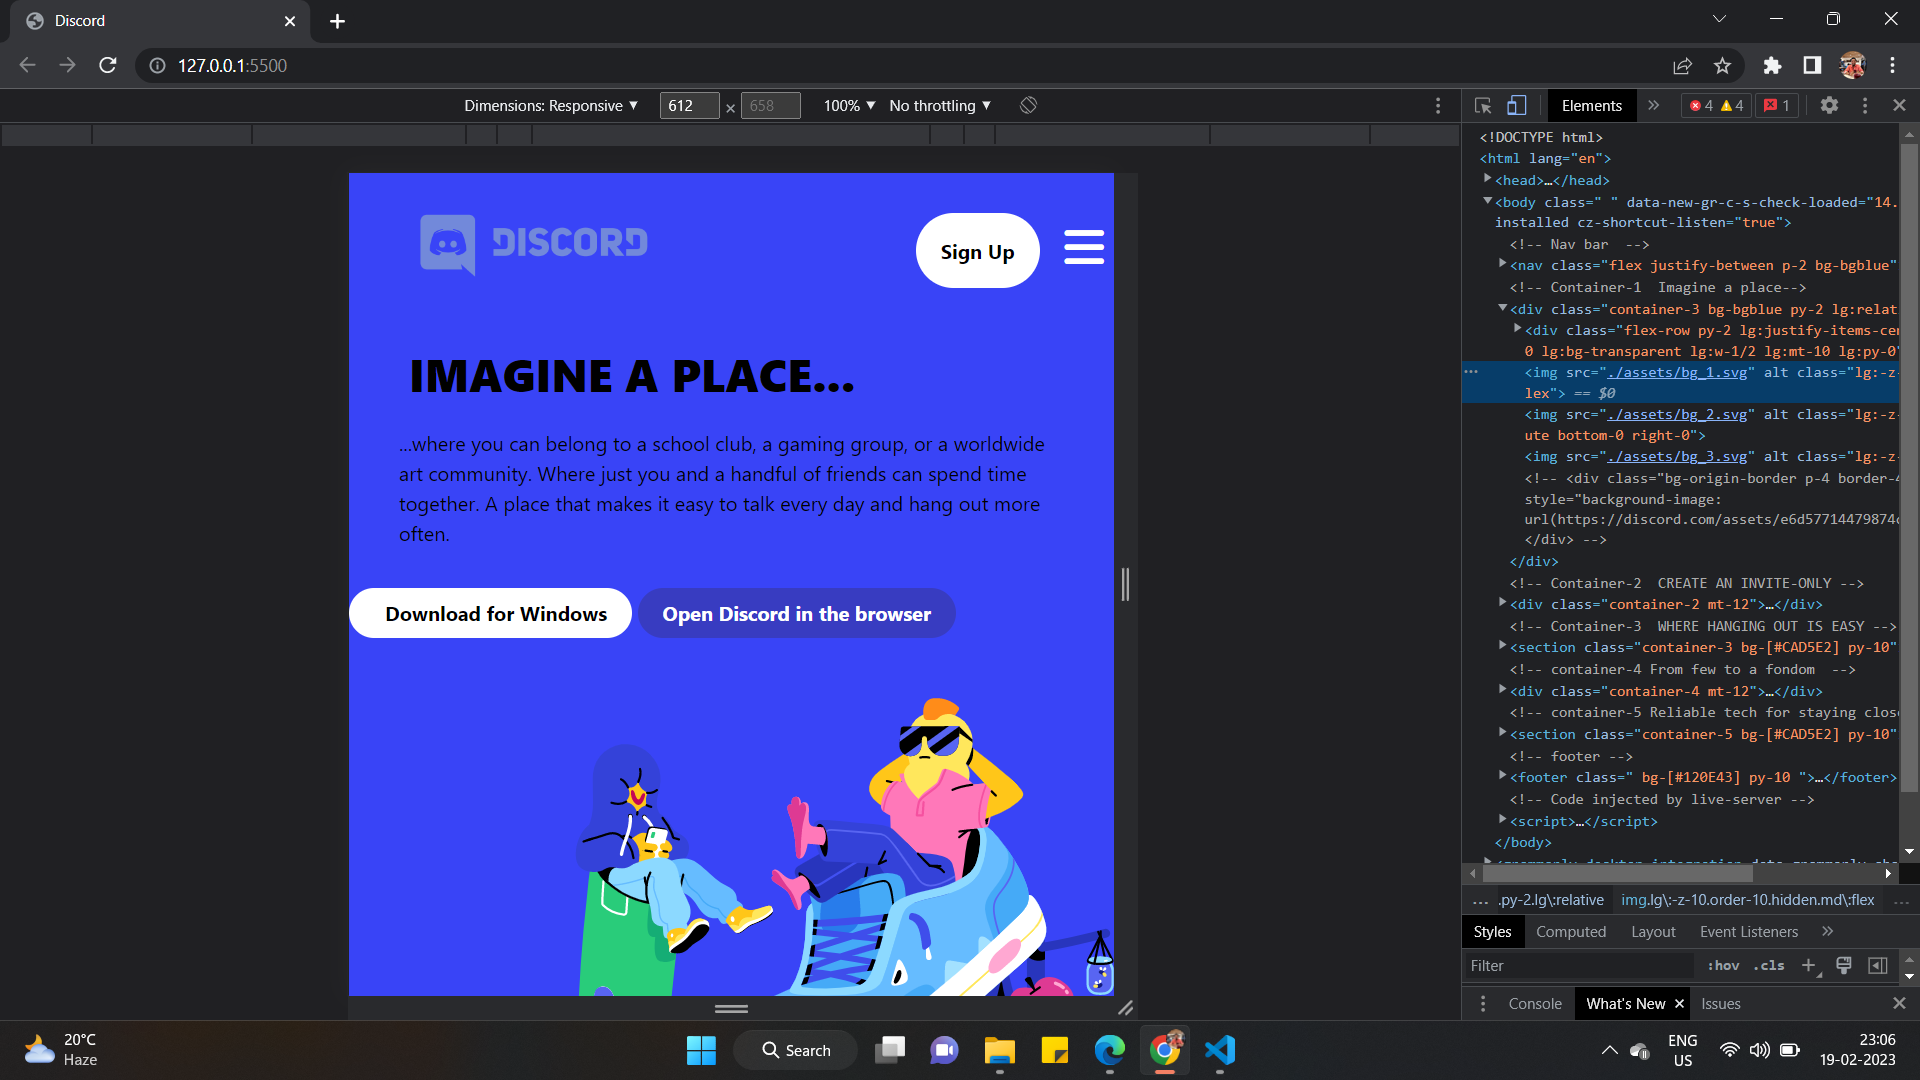 Discord
127.0.0.1:5500
Dimensions: Responsive ▼ 612 × 658 100% ▼ No throttling ▼
DISCORD
Sign Up
IMAGINE A PLACE...
...where you can belong to a school club, a gaming group, or a worldwide
art community. Where just you and a handful of friends can spend time
together. A place that makes it easy to talk every day and hang out more
often.
Download for Windows
Open Discord in the browser
Elements » 4 4 1
<!DOCTYPE html>
<html lang="en">
<head>…</head>
<body class=" " data-new-gr-c-s-check-loaded="14.
installed cz-shortcut-listen="true">
<!-- Nav bar  -->
<nav class="flex justify-between p-2 bg-bgblue"
<!-- Container-1  Imagine a place-->
<div class="container-3 bg-bgblue py-2 lg:relat
<div class="flex-row py-2 lg:justify-items-cen
0 lg:bg-transparent lg:w-1/2 lg:mt-10 lg:py-0"
<img src="./assets/bg_1.svg" alt class="lg:-z-
lex"> == $0
<img src="./assets/bg_2.svg" alt class="lg:-z-
ute bottom-0 right-0">
<img src="./assets/bg_3.svg" alt class="lg:-z-
<!-- <div class="bg-origin-border p-4 border-4
style="background-image:
url(https://discord.com/assets/e6d57714479874c
</div> -->
</div>
<!-- Container-2  CREATE AN INVITE-ONLY -->
<div class="container-2 mt-12">…</div>
<!-- Container-3  WHERE HANGING OUT IS EASY -->
<section class="container-3 bg-[#CAD5E2] py-10"
<!-- container-4 From few to a fondom  -->
<div class="container-4 mt-12">…</div>
<!-- container-5 Reliable tech for staying close
<section class="container-5 bg-[#CAD5E2] py-10"
<!-- footer -->
<footer class=" bg-[#120E43] py-10 ">…</footer>
<!-- Code injected by live-server -->
<script>…</script>
</body>
... .py-2.lg\:relative img.lg\:-z-10.order-10.hidden.md\:flex ...
Styles Computed Layout Event Listeners »
Filter :hov .cls
Console What's New × Issues
20°C
Haze
Search
ENG
US
23:06
19-02-2023